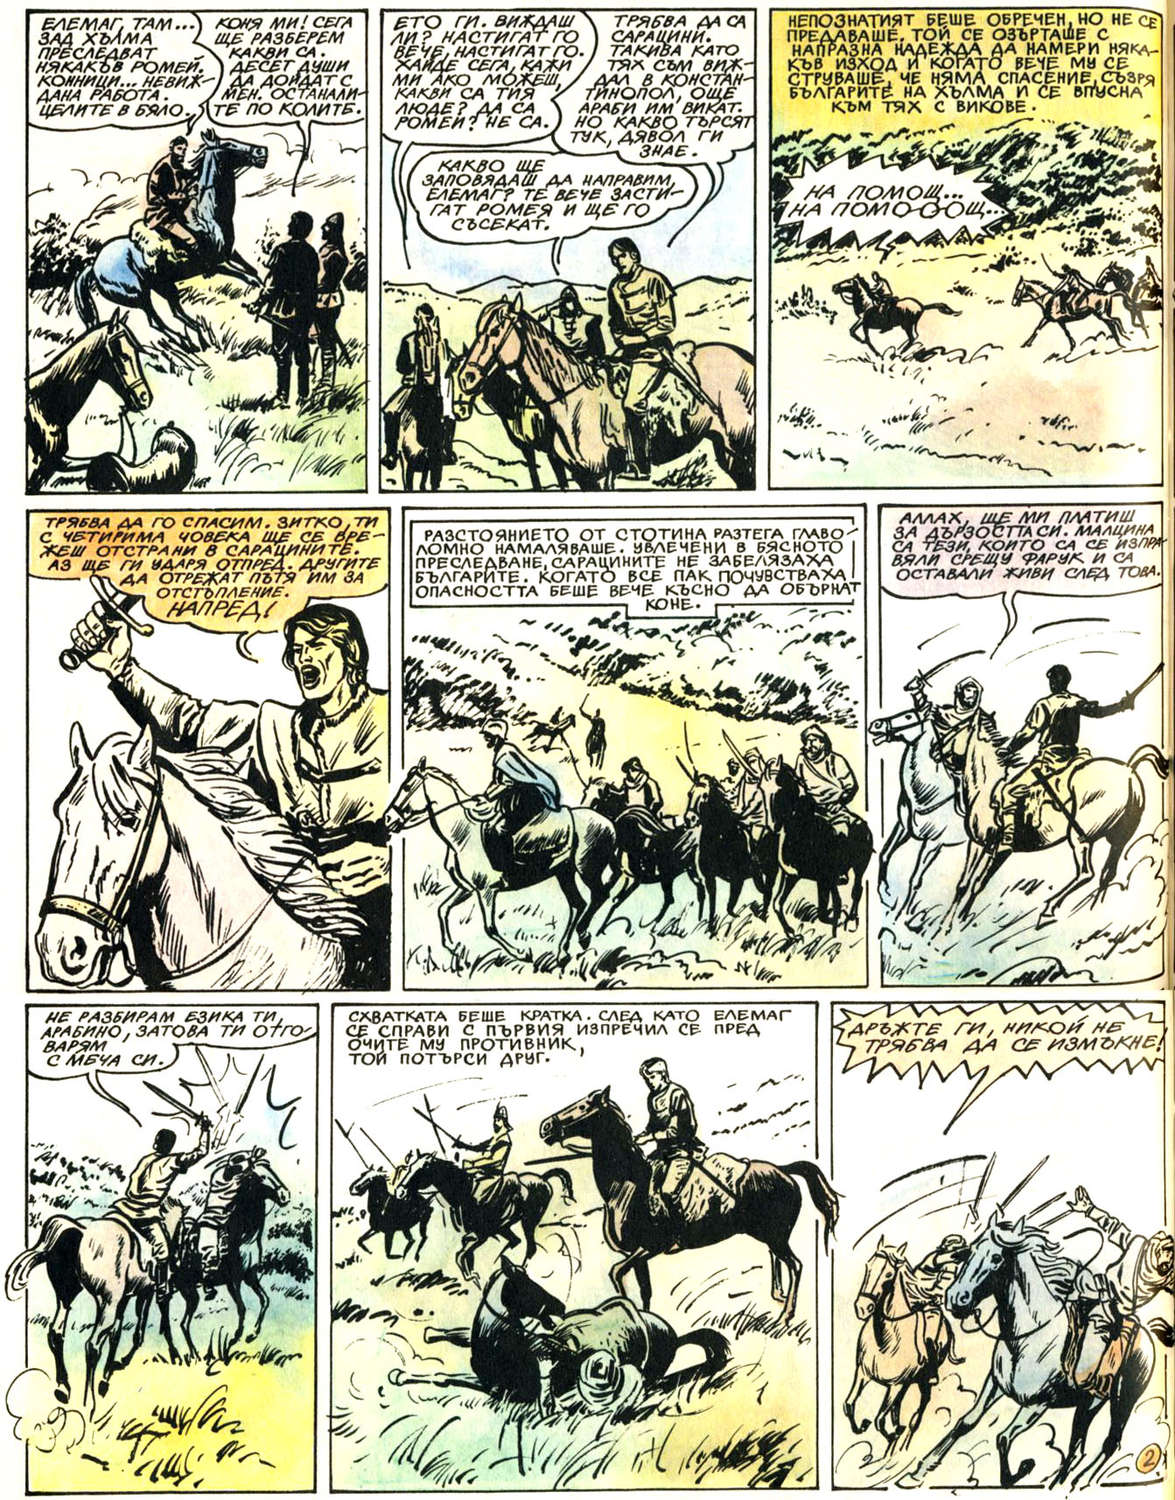 ЕЛЕМАГ, ТАМ...
ЗАД ХЪЛМА
ПРЕСЛЕДВАТ
НЯКАКЪВ РОМЕЙ.
КОННИЦИ... НЕВИЖ-
ДАНА РАБОТА.
ЦЕЛИТЕ В БЯЛО.
КОНЯ МИ! СЕГА
ЩЕ РАЗБЕРЕМ
КАКВИ СА.
ДЕСЕТ ДУШИ
ДА ДОЙДАТ С
МЕН. ОСТАНАЛИ-
ТЕ ПО КОЛИТЕ.
ЕТО ГИ. ВИЖДАШ
ЛИ? НАСТИГАТ ГО
ВЕЧЕ, НАСТИГАТ ГО.
ХАЙДЕ СЕГА, КАЖИ
МИ АКО МОЖЕШ,
КАКВИ СА ТИЯ
ЛЮДЕ? ДА СА
РОМЕИ? НЕ СА.
ТРЯБВА ДА СА
САРАЦИНИ.
ТАКИВА КАТО
ТЯХ СЪМ ВИЖ-
ДАЛ В КОНСТАН-
ТИНОПОЛ, ОЩЕ
АРАБИ ИМ ВИКАТ.
НО КАКВО ТЪРСЯТ
ТУК, ДЯВОЛ ГИ
ЗНАЕ.
КАКВО ЩЕ
ЗАПОВЯДАШ ДА НАПРАВИМ,
ЕЛЕМАГ? ТЕ ВЕЧЕ ЗАСТИ-
ГАТ РОМЕЯ И ЩЕ ГО
СЪСЕКАТ.
НЕПОЗНАТИЯТ БЕШЕ ОБРЕЧЕН, НО НЕ СЕ
ПРЕДАВАШЕ. ТОЙ СЕ ОЗЪРТАШЕ С
НАПРАЗНА НАДЕЖДА ДА НАМЕРИ НЯКА-
КЪВ ИЗХОД И КОГАТО ВЕЧЕ МУ СЕ
СТРУВАШЕ, ЧЕ НЯМА СПАСЕНИЕ, СЪЗРЯ
БЪЛГАРИТЕ НА ХЪЛМА И СЕ ВПУСНА
КЪМ ТЯХ С ВИКОВЕ.
НА ПОМОЩ...
НА ПОМО-О-ОЩ...
ТРЯБВА ДА ГО СПАСИМ. ЗИТКО, ТИ
С ЧЕТИРИМА ЧОВЕКА ЩЕ СЕ ВРЕ-
ЖЕШ ОТСТРАНИ В САРАЦИНИТЕ.
АЗ ЩЕ ГИ УДАРЯ ОТПРЕД. ДРУГИТЕ
ДА ОТРЕЖАТ ПЪТЯ ИМ ЗА
ОТСТЪПЛЕНИЕ.
НАПРЕД!
РАЗСТОЯНИЕТО ОТ СТОТИНА РАЗТЕГА ГЛАВО-
ЛОМНО НАМАЛЯВАШЕ. УВЛЕЧЕНИ В БЯСНОТО
ПРЕСЛЕДВАНЕ, САРАЦИНИТЕ НЕ ЗАБЕЛЯЗАХА
БЪЛГАРИТЕ. КОГАТО ВСЕ ПАК ПОЧУВСТВАХА
ОПАСНОСТТА БЕШЕ ВЕЧЕ КЪСНО ДА ОБЪРНАТ
КОНЕ.
АЛЛАХ, ЩЕ МИ ПЛАТИШ
ЗА ДЪРЗОСТТА СИ. МАЛЦИНА
СА ТЕЗИ, КОИТО СА СЕ ИЗПРА-
ВЯЛИ СРЕЩУ ФАРУК И СА
ОСТАВАЛИ ЖИВИ СЛЕД ТОВА.
НЕ РАЗБИРАМ ЕЗИКА ТИ,
АРАБИНО, ЗАТОВА ТИ ОТГО-
ВАРЯМ
С МЕЧА СИ.
СХВАТКАТА БЕШЕ КРАТКА. СЛЕД КАТО ЕЛЕМАГ
СЕ СПРАВИ С ПЪРВИЯ ИЗПРЕЧИЛ СЕ ПРЕД
ОЧИТЕ МУ ПРОТИВНИК,
ТОЙ ПОТЪРСИ ДРУГ.
ДРЪЖТЕ ГИ, НИКОЙ НЕ
ТРЯБВА ДА СЕ ИЗМЪКНЕ!
2